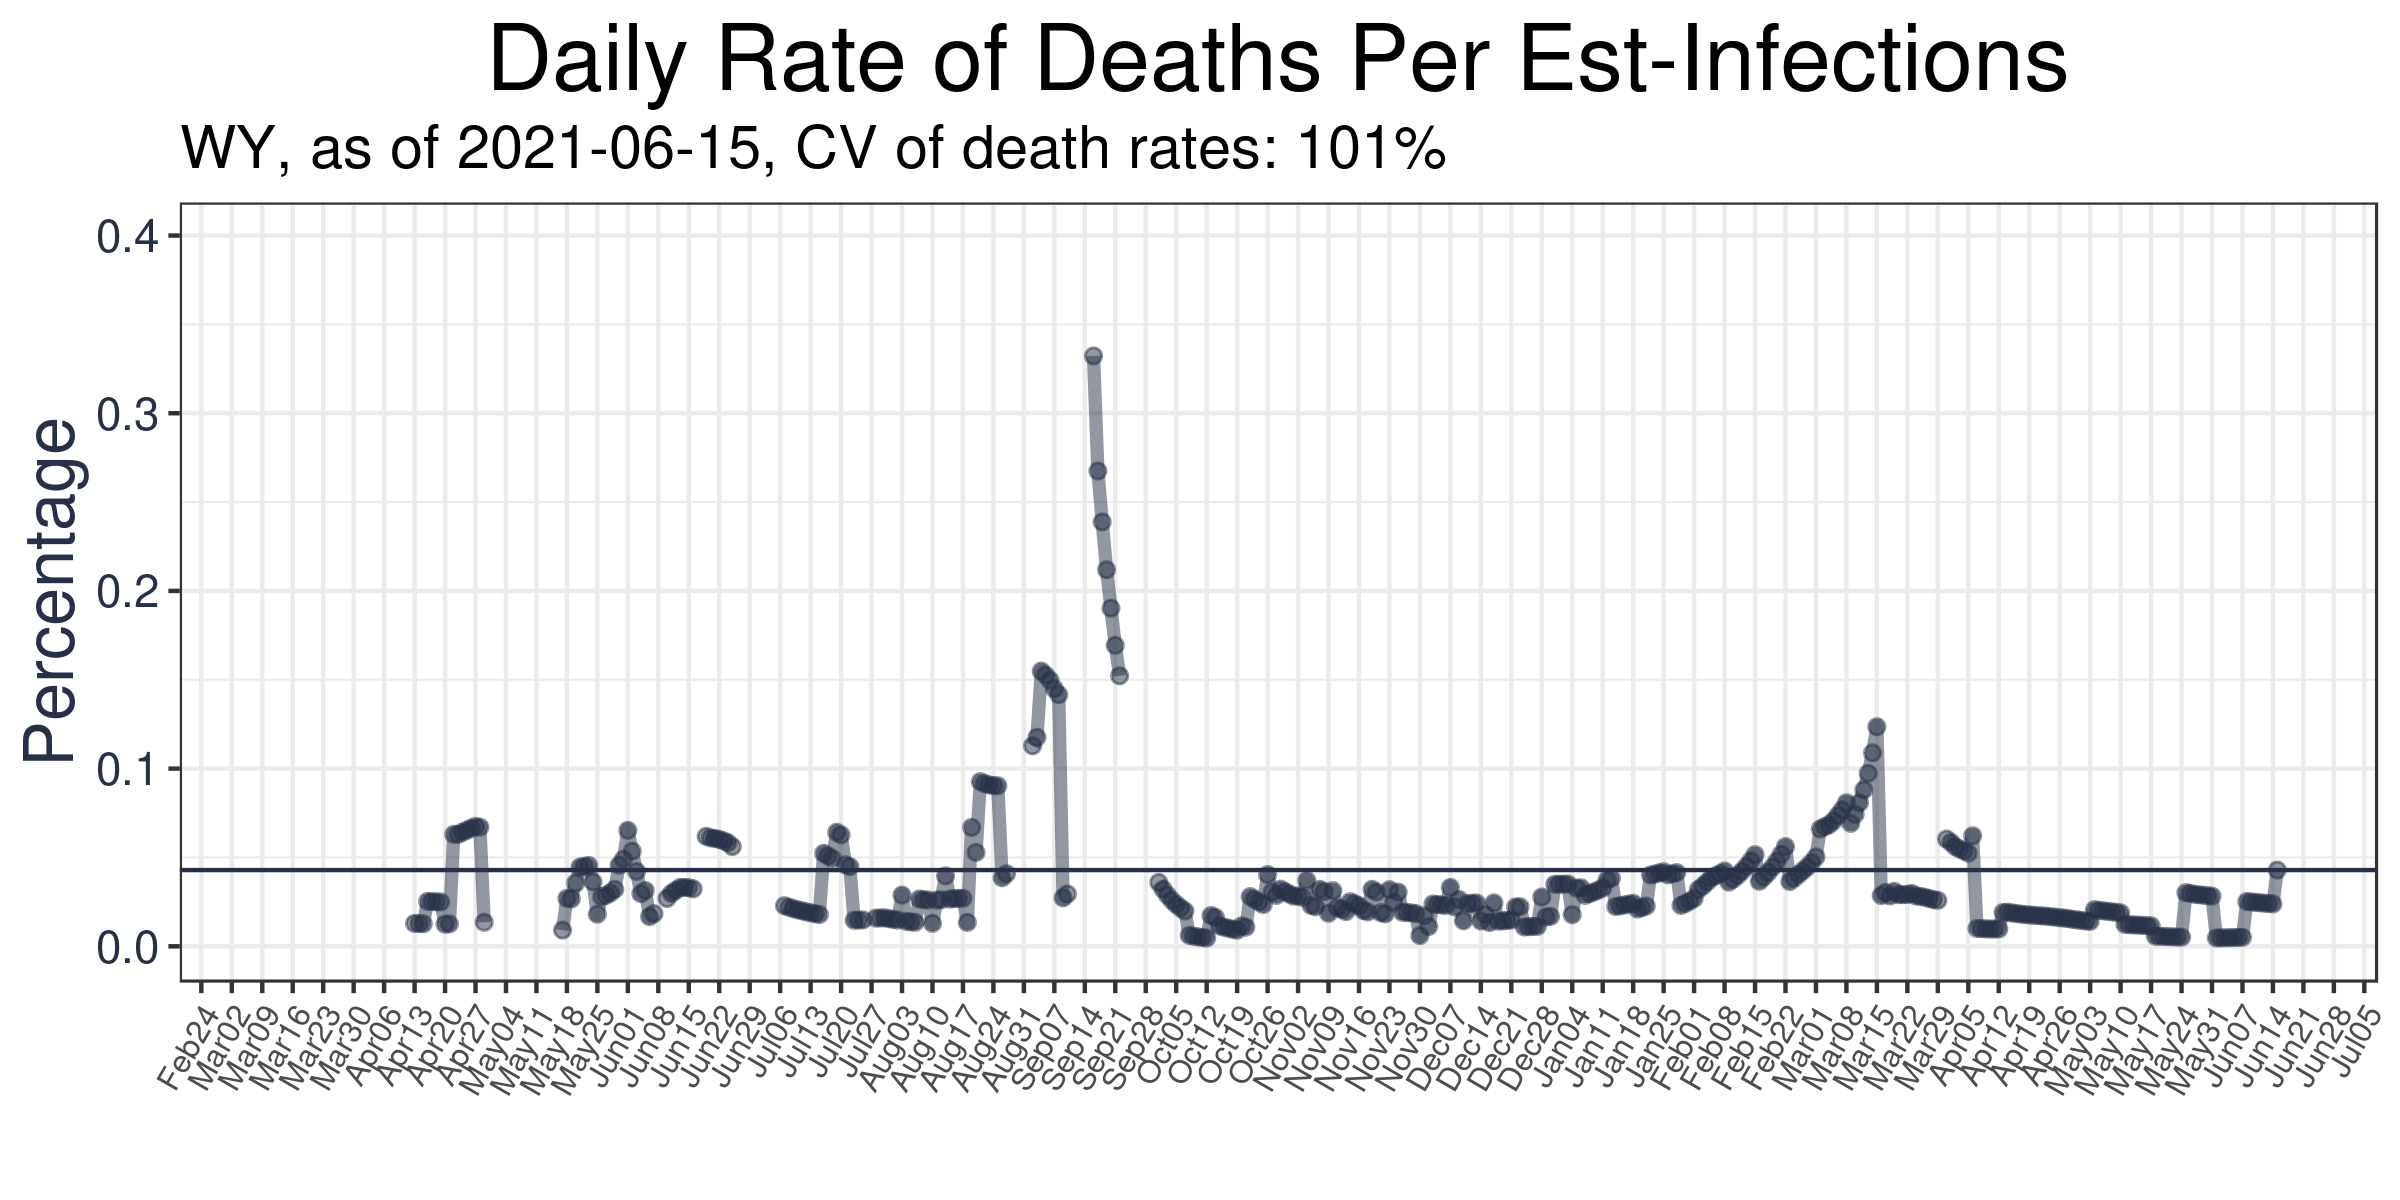 Daily Rate of Deaths Per Est-Infections
WY, as of 2021-06-15, CV of death rates: 101%
Percentage
0.4
0.3
0.2
0.1
0.0
Feb24
Mar02
Mar09
Mar16
Mar23
Mar30
Apr06
Apr13
Apr20
Apr27
May04
May11
May18
May25
Jun01
Jun08
Jun15
Jun22
Jun29
Jul06
Jul13
Jul20
Jul27
Aug03
Aug10
Aug17
Aug24
Aug31
Sep07
Sep14
Sep21
Sep28
Oct05
Oct12
Oct19
Oct26
Nov02
Nov09
Nov16
Nov23
Nov30
Dec07
Dec14
Dec21
Dec28
Jan04
Jan11
Jan18
Jan25
Feb01
Feb08
Feb15
Feb22
Mar01
Mar08
Mar15
Mar22
Mar29
Apr05
Apr12
Apr19
Apr26
May03
May10
May17
May24
May31
Jun07
Jun14
Jun21
Jun28
Jul05